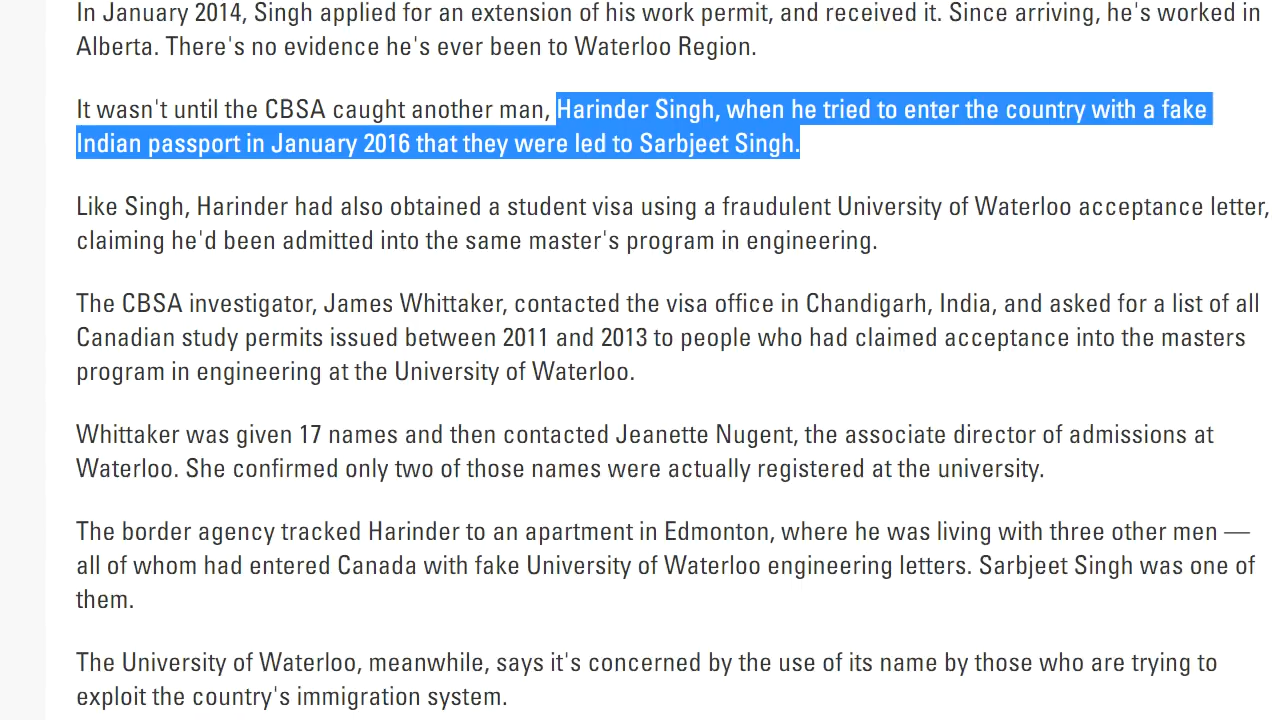 In January 2014, Singh applied for an extension of his work permit, and received it. Since arriving, he's worked in
Alberta. There's no evidence he's ever been to Waterloo Region.
It wasn't until the CBSA caught another man, Harinder Singh, when he tried to enter the country with a fake
Indian passport in January 2016 that they were led to Sarbjeet Singh.
Like Singh, Harinder had also obtained a student visa using a fraudulent University of Waterloo acceptance letter,
claiming he'd been admitted into the same master's program in engineering.
The CBSA investigator, James Whittaker, contacted the visa office in Chandigarh, India, and asked for a list of all
Canadian study permits issued between 2011 and 2013 to people who had claimed acceptance into the masters
program in engineering at the University of Waterloo.
Whittaker was given 17 names and then contacted Jeanette Nugent, the associate director of admissions at
Waterloo. She confirmed only two of those names were actually registered at the university.
The border agency tracked Harinder to an apartment in Edmonton, where he was living with three other men —
all of whom had entered Canada with fake University of Waterloo engineering letters. Sarbjeet Singh was one of
them.
The University of Waterloo, meanwhile, says it's concerned by the use of its name by those who are trying to
exploit the country's immigration system.